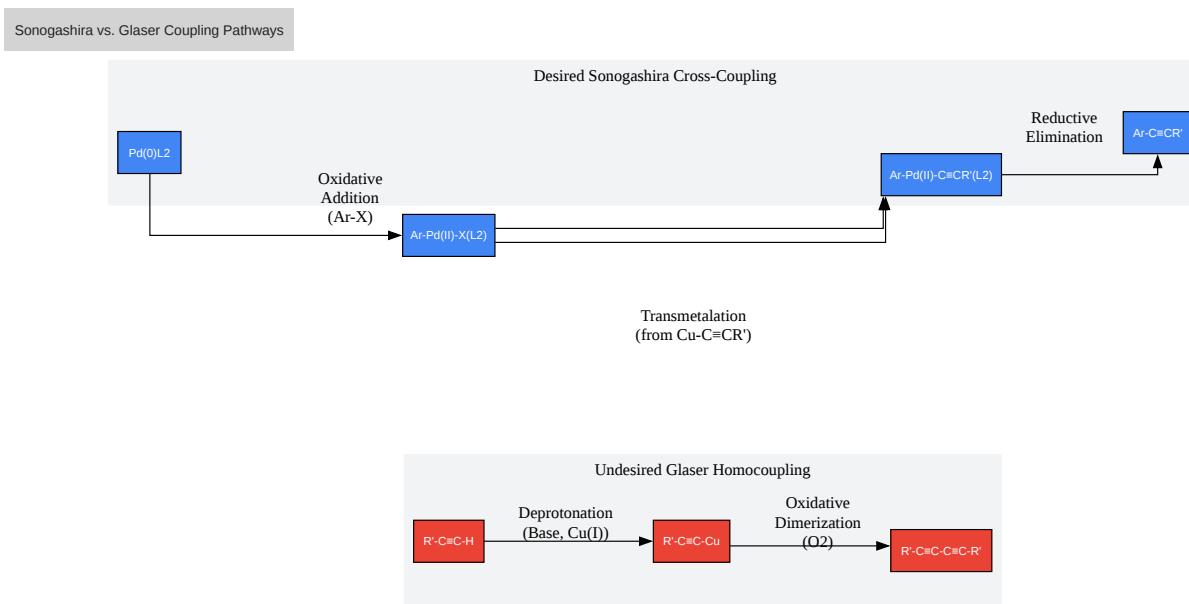 Sonogashira vs. Glaser Coupling Pathways
Desired Sonogashira Cross-Coupling
Pd(0)L2
Oxidative
Addition
(Ar-X)
Ar-Pd(II)-X(L2)
Transmetalation
(from Cu-C≡CR')
Ar-Pd(II)-C≡CR'(L2)
Reductive
Elimination
Ar-C≡CR'
Undesired Glaser Homocoupling
R'-C≡C-H
Deprotonation
(Base, Cu(I))
R'-C≡C-Cu
Oxidative
Dimerization
(O2)
R'-C≡C-C≡C-R'